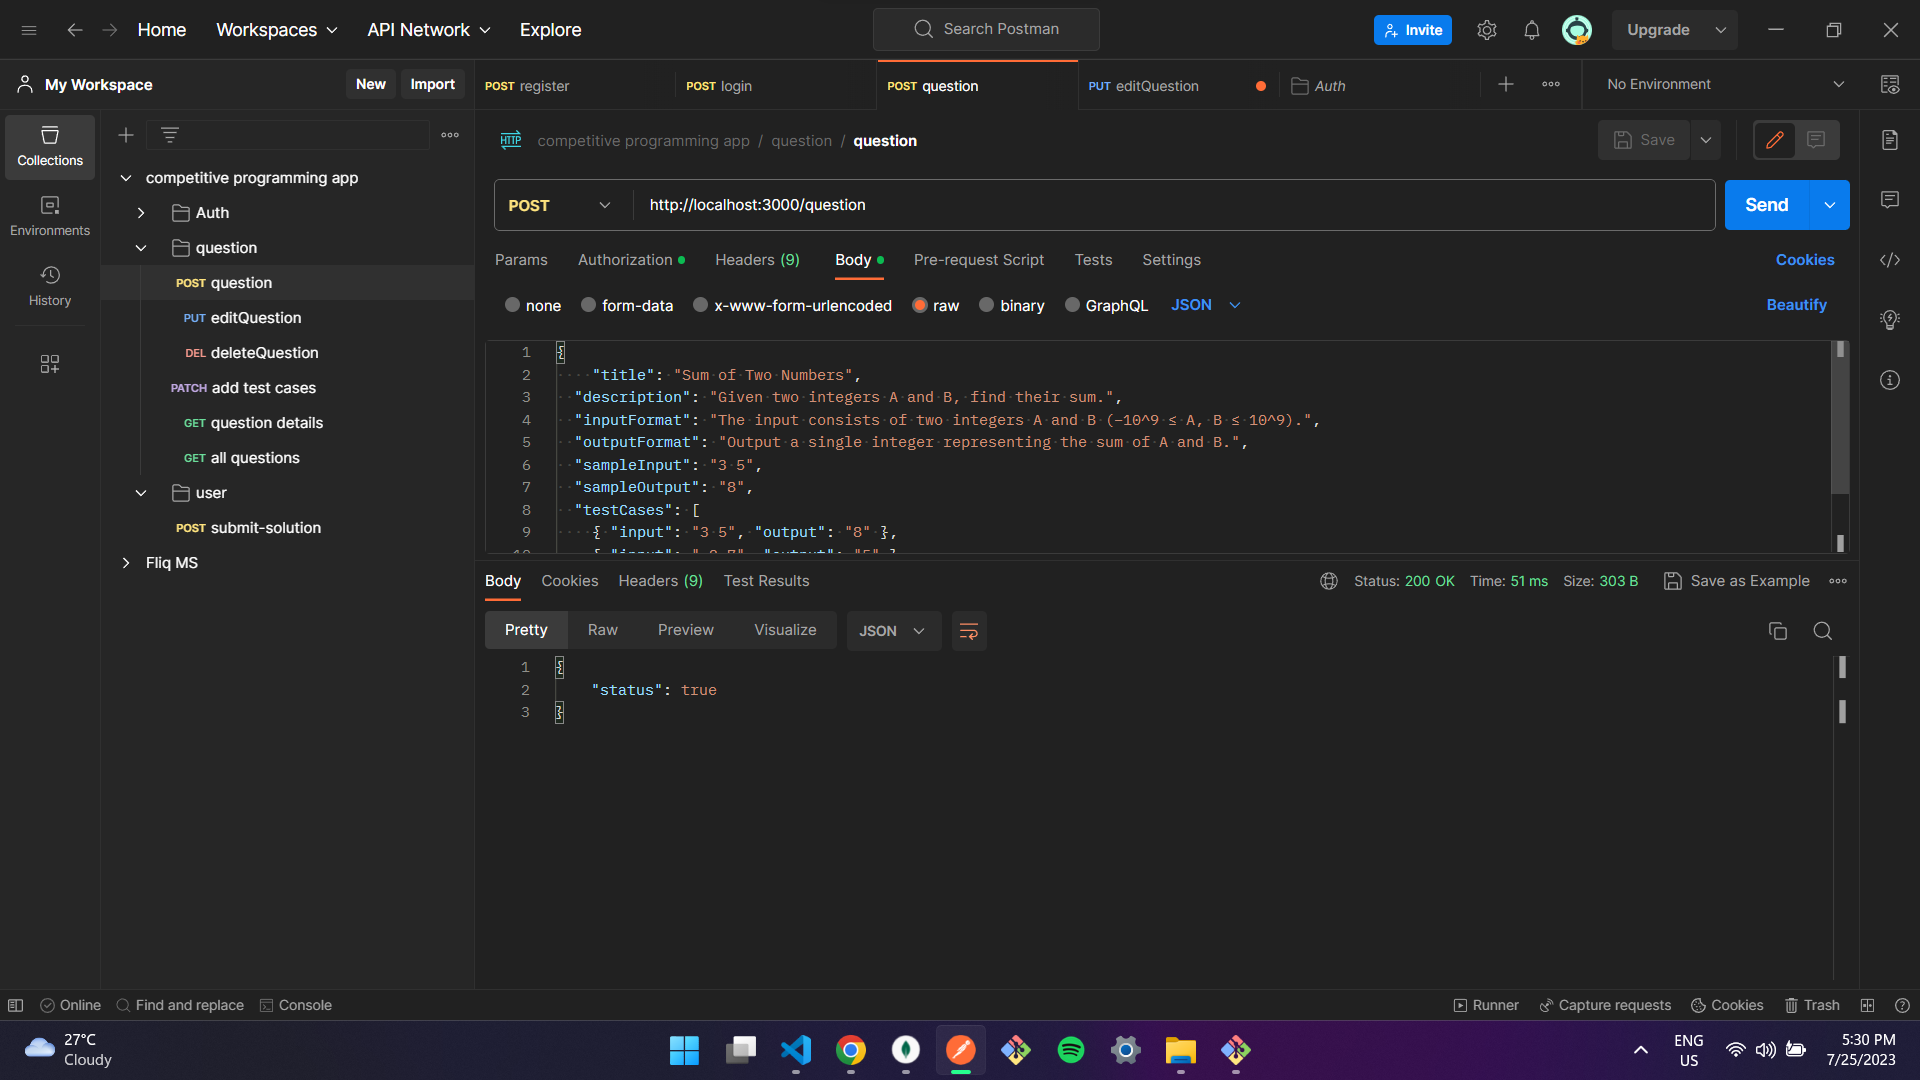 Home Workspaces API Network Explore Search Postman Invite Upgrade
My Workspace New Import POST register POST login POST question PUT editQuestion Auth No Environment
Collections
Environments
History
competitive programming app
Auth
question
POST question
PUT editQuestion
DEL deleteQuestion
PATCH add test cases
GET question details
GET all questions
user
POST submit-solution
Fliq MS
HTTP competitive programming app / question / question Save
POST http://localhost:3000/question Send
Params Authorization Headers (9) Body Pre-request Script Tests Settings Cookies
none form-data x-www-form-urlencoded raw binary GraphQL JSON Beautify
1 {
2 "title": "Sum of Two Numbers",
3 "description": "Given two integers A and B, find their sum.",
4 "inputFormat": "The input consists of two integers A and B (-10^9 ≤ A, B ≤ 10^9).",
5 "outputFormat": "Output a single integer representing the sum of A and B.",
6 "sampleInput": "3 5",
7 "sampleOutput": "8",
8 "testCases": [
9 { "input": "3 5", "output": "8" },
Body Cookies Headers (9) Test Results Status: 200 OK Time: 51 ms Size: 303 B Save as Example
Pretty Raw Preview Visualize JSON
1 {
2 "status": true
3 }
Online Find and replace Console Runner Capture requests Cookies Trash
27°C
Cloudy
ENG
US
5:30 PM
7/25/2023